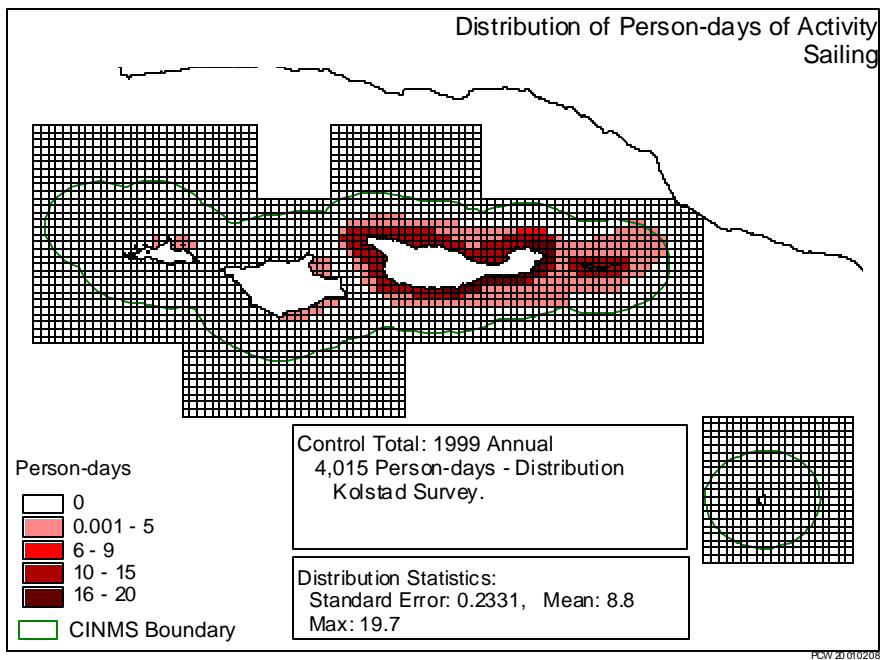 Distribution of Person-days of Activity
Sailing
Control Total: 1999 Annual
4,015 Person-days - Distribution
Kolstad Survey.
Person-days
0
0.001 - 5
6 - 9
10 - 15
16 - 20
CINMS Boundary
Distribution Statistics:
Standard Error: 0.2331, Mean: 8.8
Max: 19.7
PCW 20010208